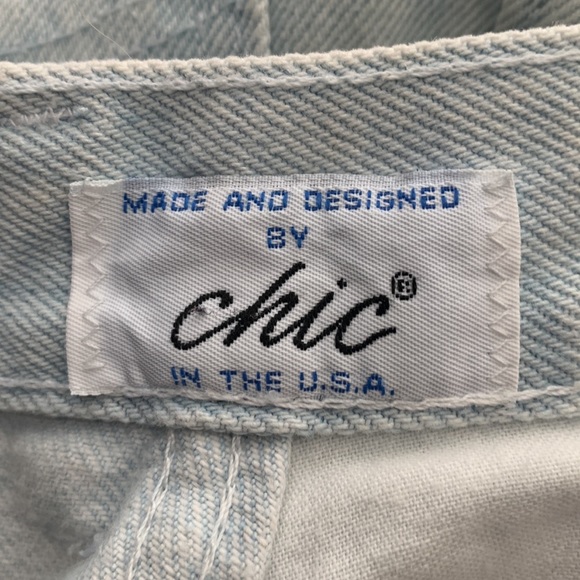 MADE AND DESIGNED
BY
chic®
IN THE U.S.A.